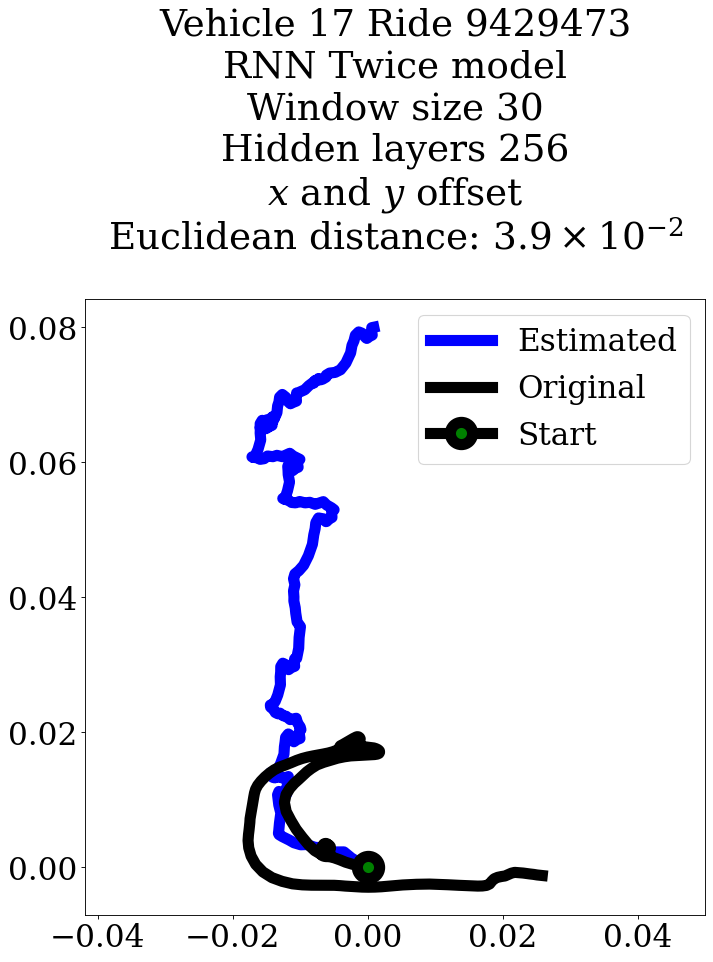 Vehicle 17 Ride 9429473
RNN Twice model
Window size 30
Hidden layers 256
x and y offset
Euclidean distance: 3.9 × 10⁻²
0.08
0.06
0.04
0.02
0.00
Estimated
Original
Start
−0.04
−0.02
0.00
0.02
0.04